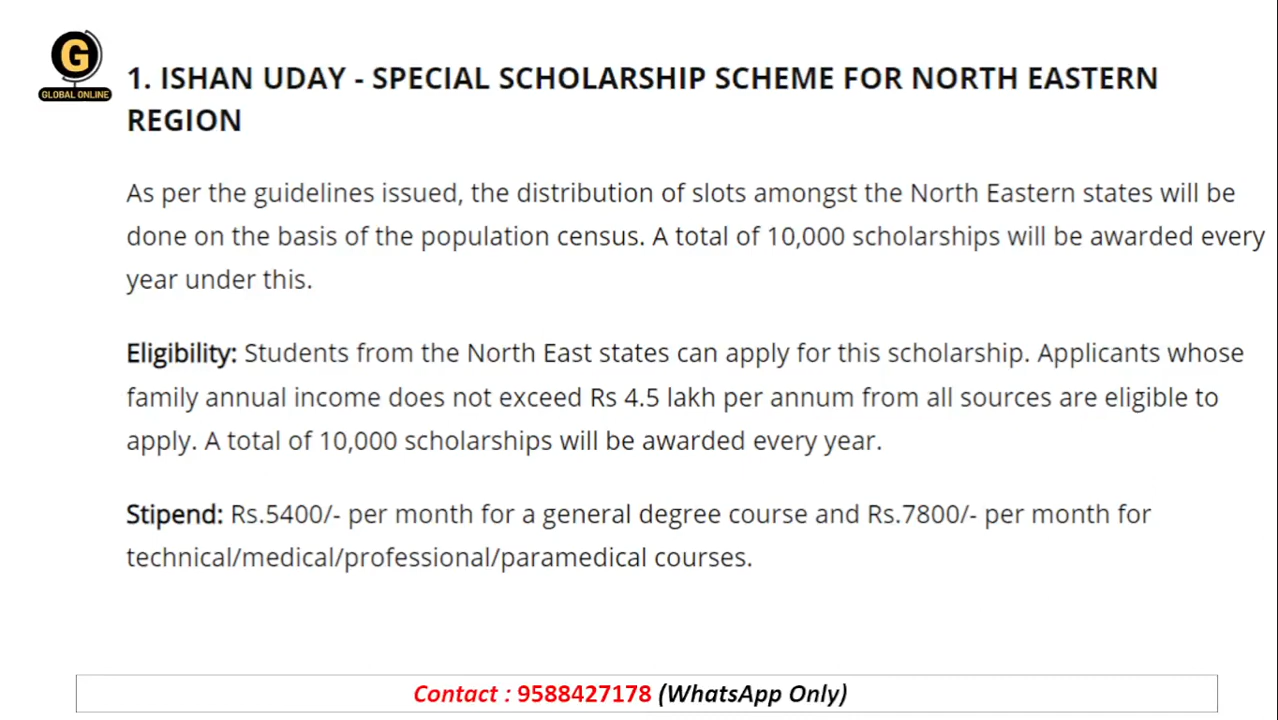 G
GLOBAL ONLINE
1. ISHAN UDAY - SPECIAL SCHOLARSHIP SCHEME FOR NORTH EASTERN
REGION
As per the guidelines issued, the distribution of slots amongst the North Eastern states will be
done on the basis of the population census. A total of 10,000 scholarships will be awarded every
year under this.
Eligibility: Students from the North East states can apply for this scholarship. Applicants whose
family annual income does not exceed Rs 4.5 lakh per annum from all sources are eligible to
apply. A total of 10,000 scholarships will be awarded every year.
Stipend: Rs.5400/- per month for a general degree course and Rs.7800/- per month for
technical/medical/professional/paramedical courses.
Contact : 9588427178 (WhatsApp Only)